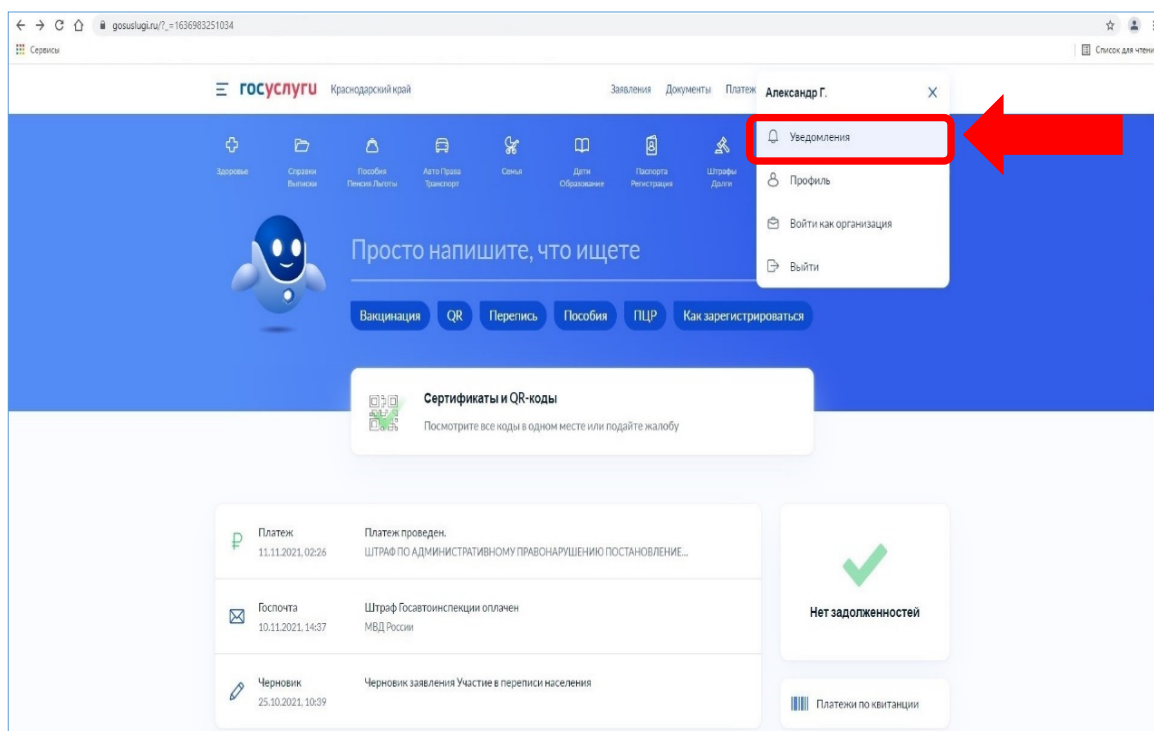 gosuslugi.ru/?_=1636983251034
Сервисы
Список для чтени
госуслуги Краснодарский край Заявления Документы Платеж
Александр Г.
Уведомления
Профиль
Войти как организация
Выйти
Здоровье
Справки
Выписки
Пособия
Пенсия Льготы
Авто Права
Транспорт
Семья
Дети
Образование
Паспорта
Регистрация
Штрафы
Долги
Просто напишите, что ищете
Вакцинация QR Перепись Пособия ПЦР Как зарегистрироваться
Сертификаты и QR-коды
Посмотрите все коды в одном месте или подайте жалобу
Платеж
11.11.2021, 02:26
Платеж проведен.
ШТРАФ ПО АДМИНИСТРАТИВНОМУ ПРАВОНАРУШЕНИЮ ПОСТАНОВЛЕНИЕ...
Госпочта
10.11.2021, 14:37
Штраф Госавтоинспекции оплачен
МВД России
Черновик
25.10.2021, 10:39
Черновик заявления Участие в переписи населения
Нет задолженностей
Платежи по квитанции